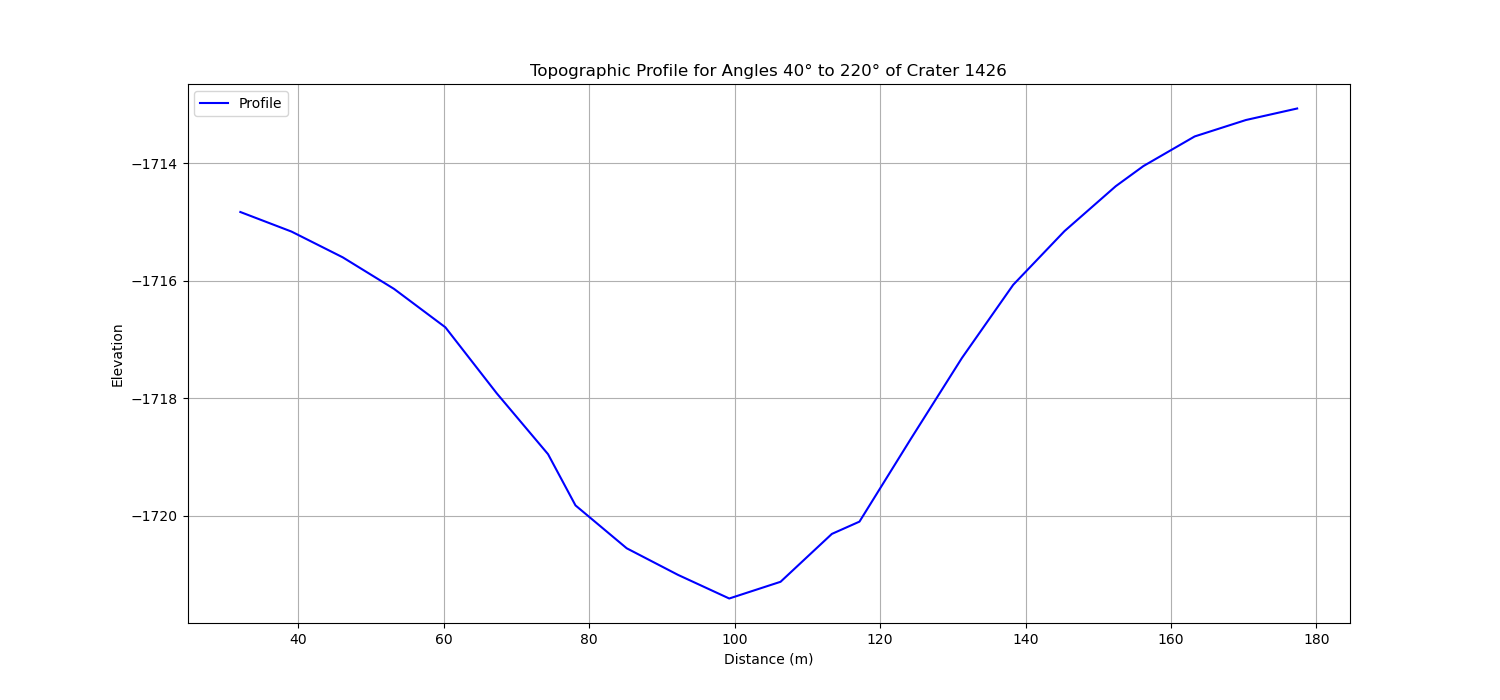 Topographic Profile for Angles 40° to 220° of Crater 1426
Profile
−1714
−1716
−1718
−1720
Elevation
40 60 80 100 120 140 160 180
Distance (m)